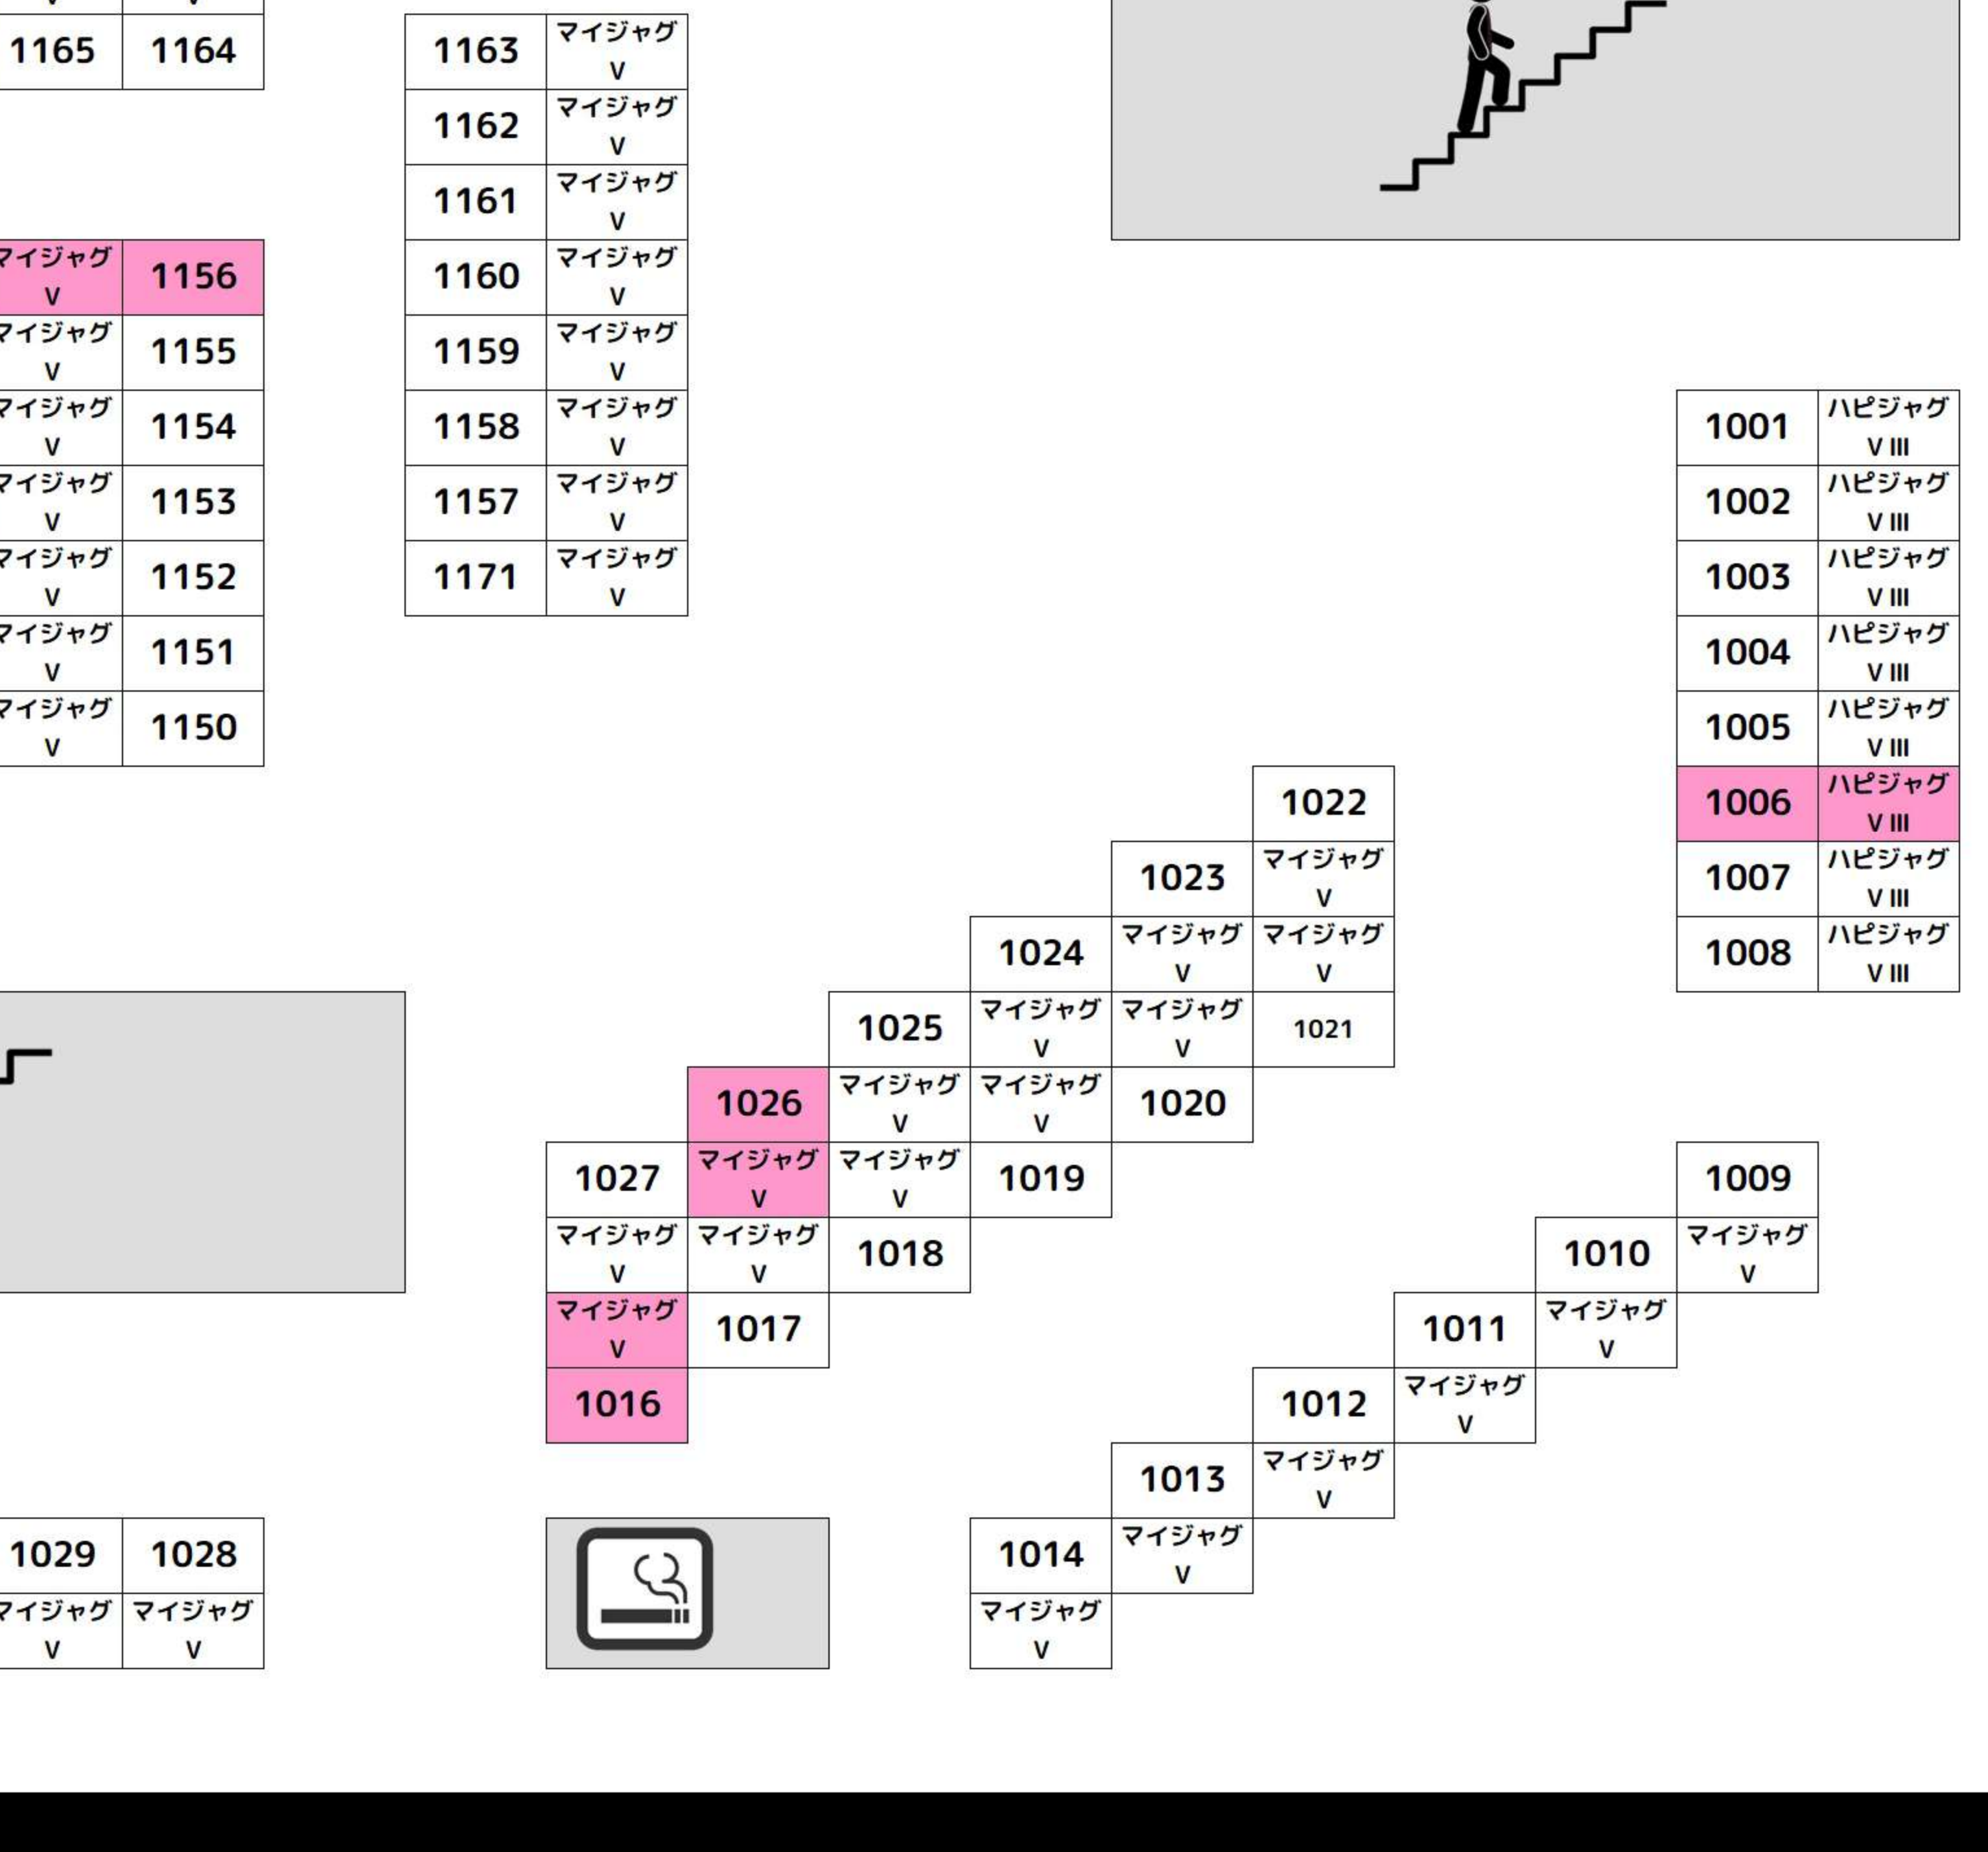 1165 1164
1163 マイジャグ V
1162 マイジャグ V
1161 マイジャグ V
1160 マイジャグ V
1159 マイジャグ V
1158 マイジャグ V
1157 マイジャグ V
1171 マイジャグ V
マイジャグ V 1156
マイジャグ V 1155
マイジャグ V 1154
マイジャグ V 1153
マイジャグ V 1152
マイジャグ V 1151
マイジャグ V 1150
1001 ハピジャグ V III
1002 ハピジャグ V III
1003 ハピジャグ V III
1004 ハピジャグ V III
1005 ハピジャグ V III
1006 ハピジャグ V III
1007 ハピジャグ V III
1008 ハピジャグ V III
1022
1023 マイジャグ V
1024 マイジャグ V マイジャグ V
1025 マイジャグ V マイジャグ V 1021
1026 マイジャグ V マイジャグ V 1020
1027 マイジャグ V マイジャグ V 1019
マイジャグ V マイジャグ V 1018
マイジャグ V 1017
1016
1009
1010 マイジャグ V
1011 マイジャグ V
1012 マイジャグ V
1013 マイジャグ V
1014 マイジャグ V
マイジャグ V
1029 1028
マイジャグ V マイジャグ V